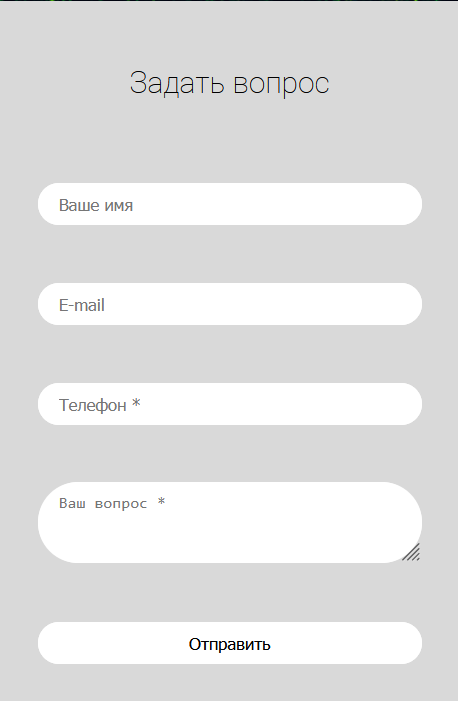 Задать вопрос
Ваше имя
E-mail
Телефон *
Ваш вопрос *
Отправить